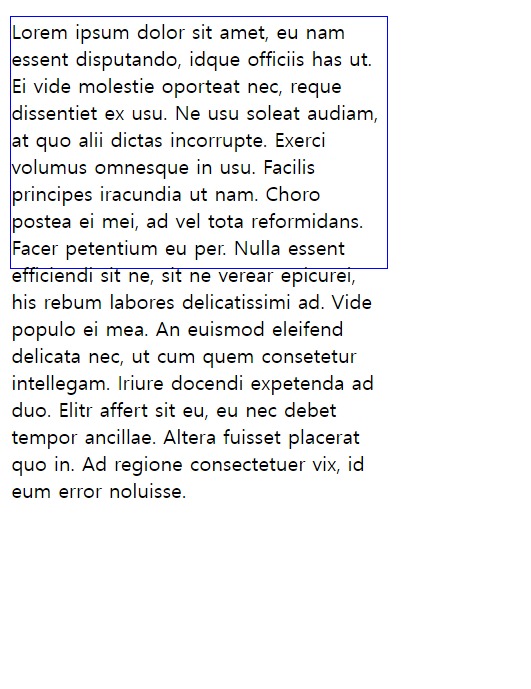 Lorem ipsum dolor sit amet, eu nam
essent disputando, idque officiis has ut.
Ei vide molestie oporteat nec, reque
dissentiet ex usu. Ne usu soleat audiam,
at quo alii dictas incorrupte. Exerci
volumus omnesque in usu. Facilis
principes iracundia ut nam. Choro
postea ei mei, ad vel tota reformidans.
Facer petentium eu per. Nulla essent
efficiendi sit ne, sit ne verear epicurei,
his rebum labores delicatissimi ad. Vide
populo ei mea. An euismod eleifend
delicata nec, ut cum quem consetetur
intellegam. Iriure docendi expetenda ad
duo. Elitr affert sit eu, eu nec debet
tempor ancillae. Altera fuisset placerat
quo in. Ad regione consectetuer vix, id
eum error noluisse.